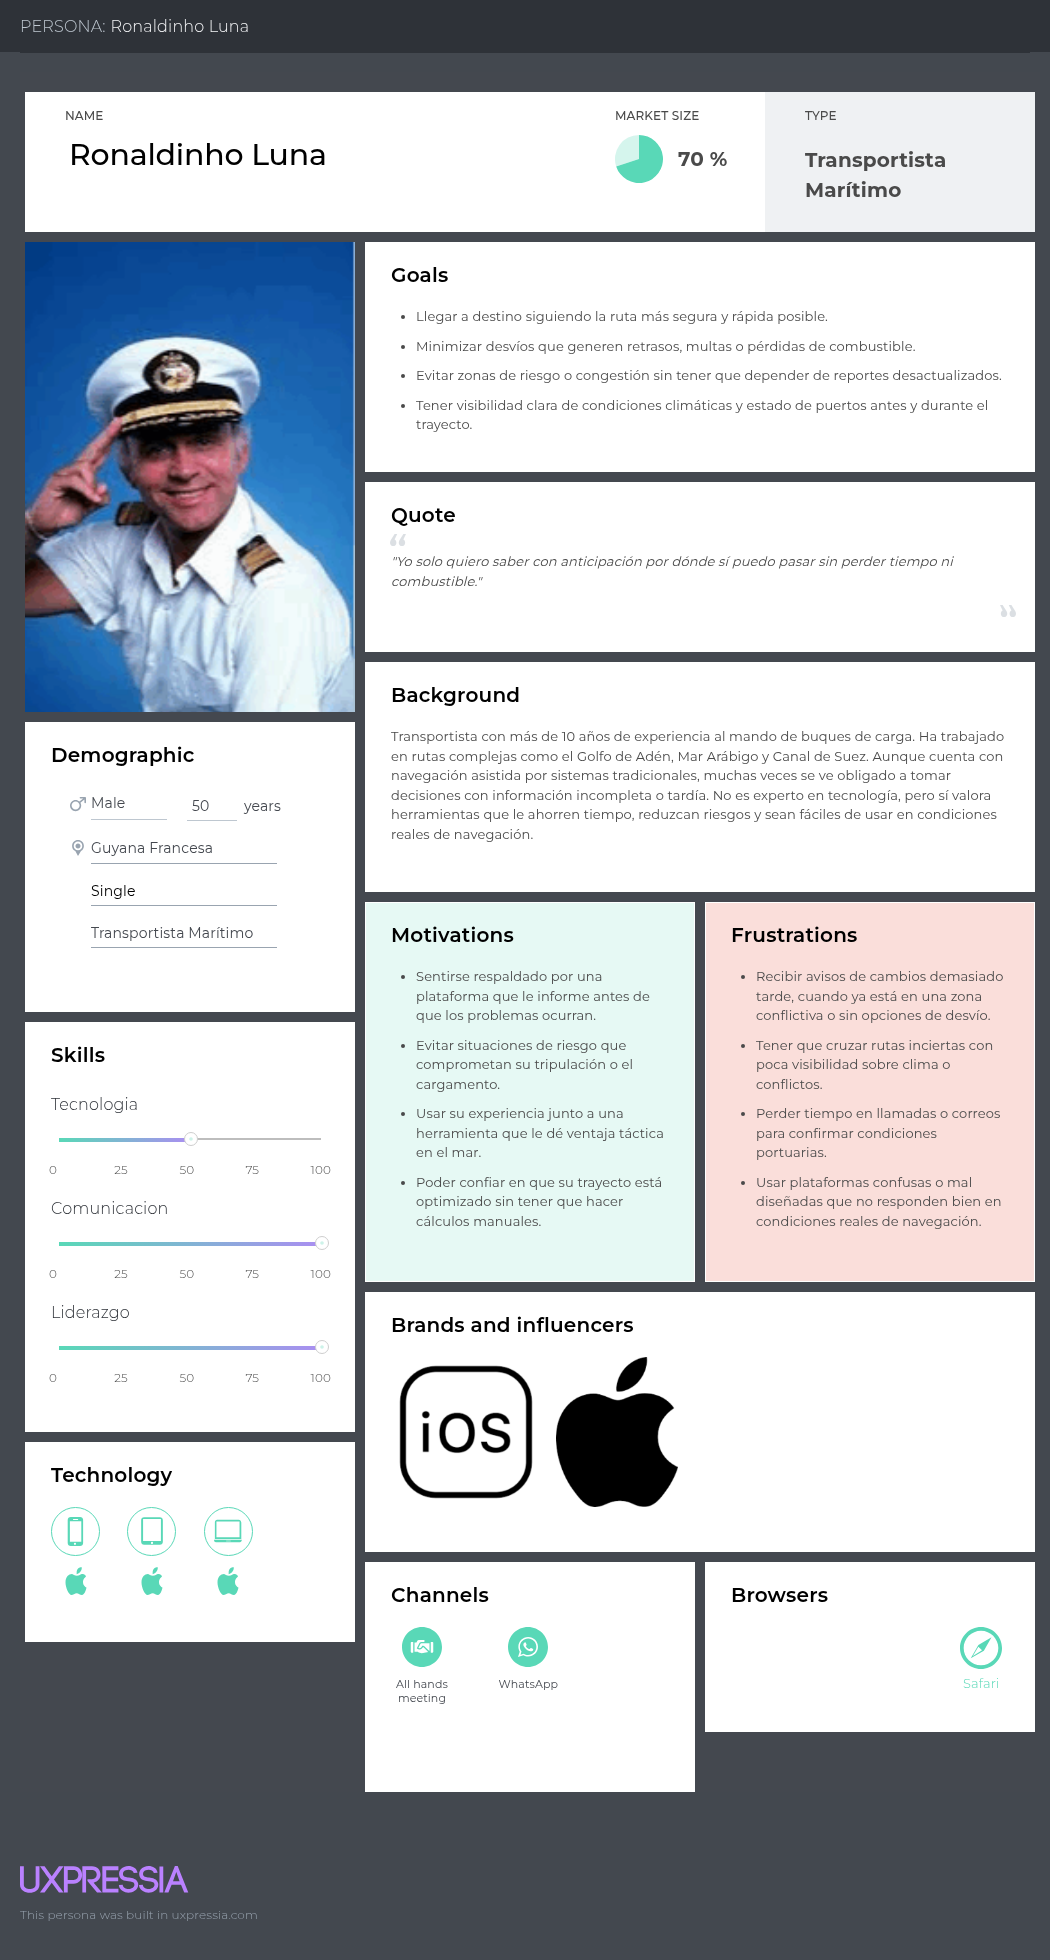 PERSONA: Ronaldinho Luna
NAME
Ronaldinho Luna
MARKET SIZE
70 %
TYPE
Transportista
Marítimo
Goals
Llegar a destino siguiendo la ruta más segura y rápida posible.
Minimizar desvíos que generen retrasos, multas o pérdidas de combustible.
Evitar zonas de riesgo o congestión sin tener que depender de reportes desactualizados.
Tener visibilidad clara de condiciones climáticas y estado de puertos antes y durante el
trayecto.
Quote
"Yo solo quiero saber con anticipación por dónde sí puedo pasar sin perder tiempo ni
combustible."
Background
Transportista con más de 10 años de experiencia al mando de buques de carga. Ha trabajado
en rutas complejas como el Golfo de Adén, Mar Arábigo y Canal de Suez. Aunque cuenta con
navegación asistida por sistemas tradicionales, muchas veces se ve obligado a tomar
decisiones con información incompleta o tardía. No es experto en tecnología, pero sí valora
herramientas que le ahorren tiempo, reduzcan riesgos y sean fáciles de usar en condiciones
reales de navegación.
Demographic
Male 50 years
Guyana Francesa
Single
Transportista Marítimo
Skills
Tecnologia
0 25 50 75 100
Comunicacion
0 25 50 75 100
Liderazgo
0 25 50 75 100
Technology
Motivations
Sentirse respaldado por una
plataforma que le informe antes de
que los problemas ocurran.
Evitar situaciones de riesgo que
comprometan su tripulación o el
cargamento.
Usar su experiencia junto a una
herramienta que le dé ventaja táctica
en el mar.
Poder confiar en que su trayecto está
optimizado sin tener que hacer
cálculos manuales.
Frustrations
Recibir avisos de cambios demasiado
tarde, cuando ya está en una zona
conflictiva o sin opciones de desvío.
Tener que cruzar rutas inciertas con
poca visibilidad sobre clima o
conflictos.
Perder tiempo en llamadas o correos
para confirmar condiciones
portuarias.
Usar plataformas confusas o mal
diseñadas que no responden bien en
condiciones reales de navegación.
Brands and influencers
iOS
Channels
All hands
meeting
WhatsApp
Browsers
Safari
UXPRESSIA
This persona was built in uxpressia.com